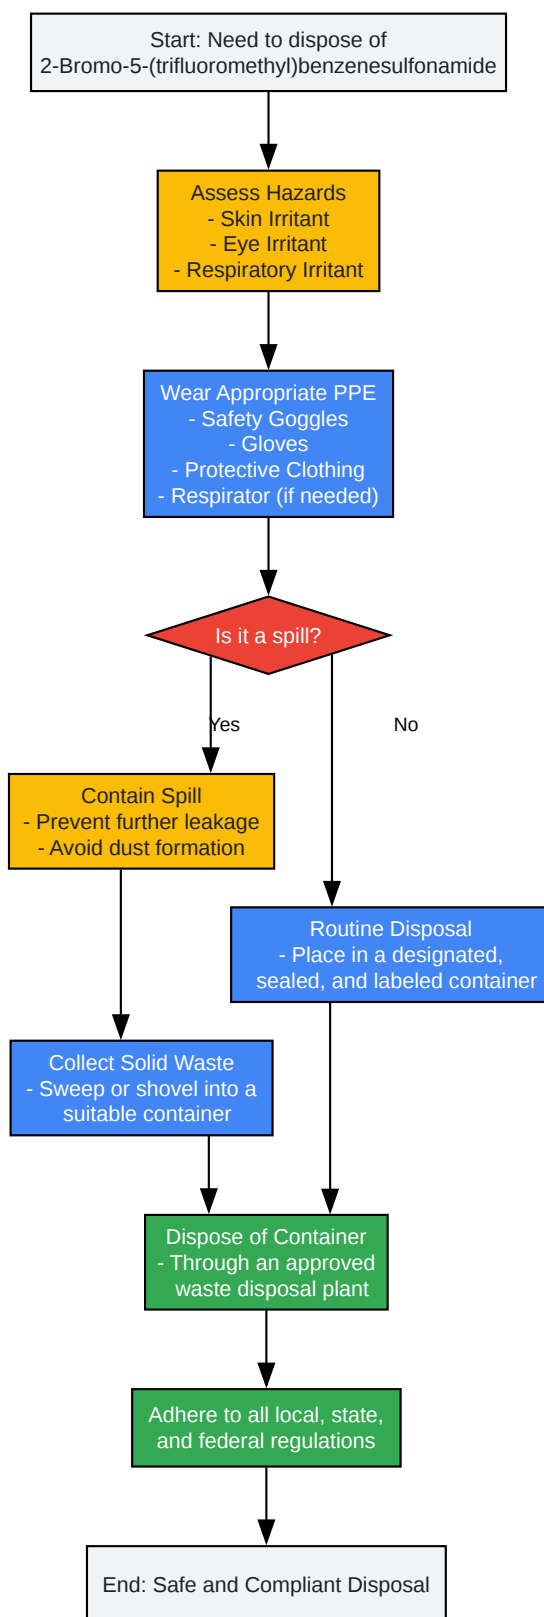 Start: Need to dispose of
2-Bromo-5-(trifluoromethyl)benzenesulfonamide
Assess Hazards
- Skin Irritant
- Eye Irritant
- Respiratory Irritant
Wear Appropriate PPE
- Safety Goggles
- Gloves
- Protective Clothing
- Respirator (if needed)
Is it a spill?
Yes
No
Contain Spill
- Prevent further leakage
- Avoid dust formation
Routine Disposal
- Place in a designated,
sealed, and labeled container
Collect Solid Waste
- Sweep or shovel into a
suitable container
Dispose of Container
- Through an approved
waste disposal plant
Adhere to all local, state,
and federal regulations
End: Safe and Compliant Disposal